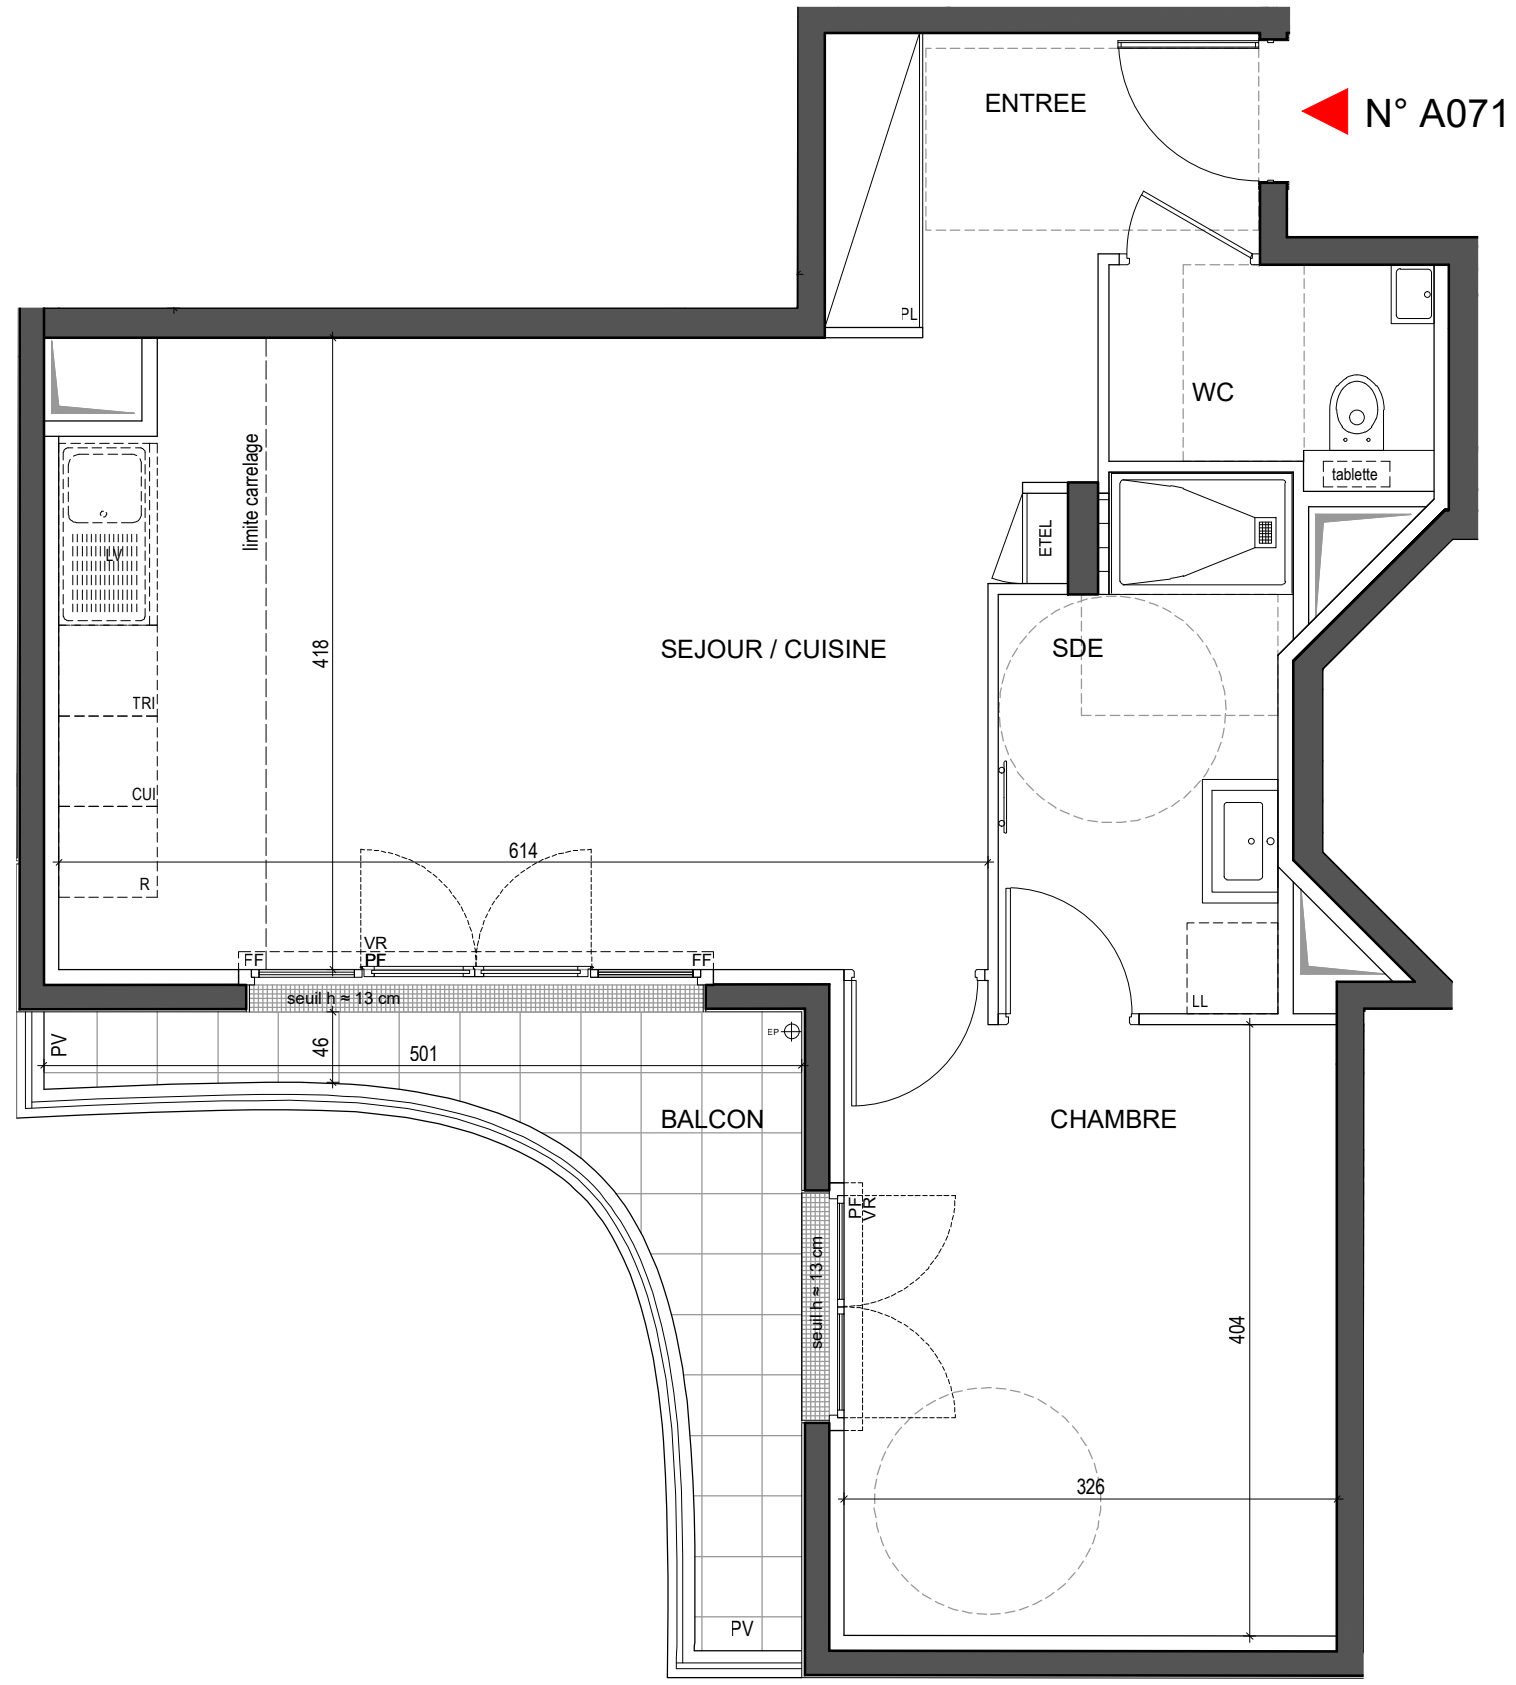 ENTREE
N° A071
PL
WC
tablette
limite carrelage
LV
ETEL
418
SEJOUR / CUISINE
SDE
TRI
CUI
614
R
VR
FF
PF
FF
seuil h ≈ 13 cm
LL
PV
46
501
EP
BALCON
CHAMBRE
PF
VR
seuil h ≈ 13 cm
404
326
PV